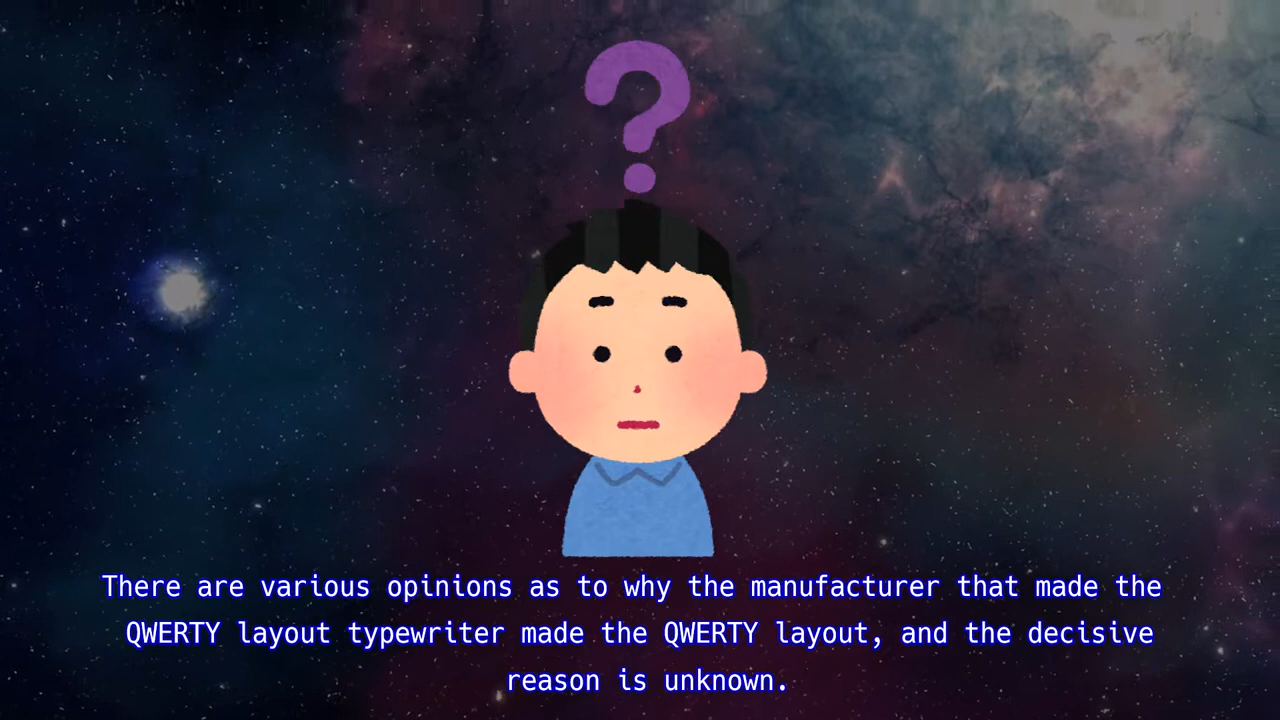 ?
There are various opinions as to why the manufacturer that made the
QWERTY layout typewriter made the QWERTY layout, and the decisive
reason is unknown.